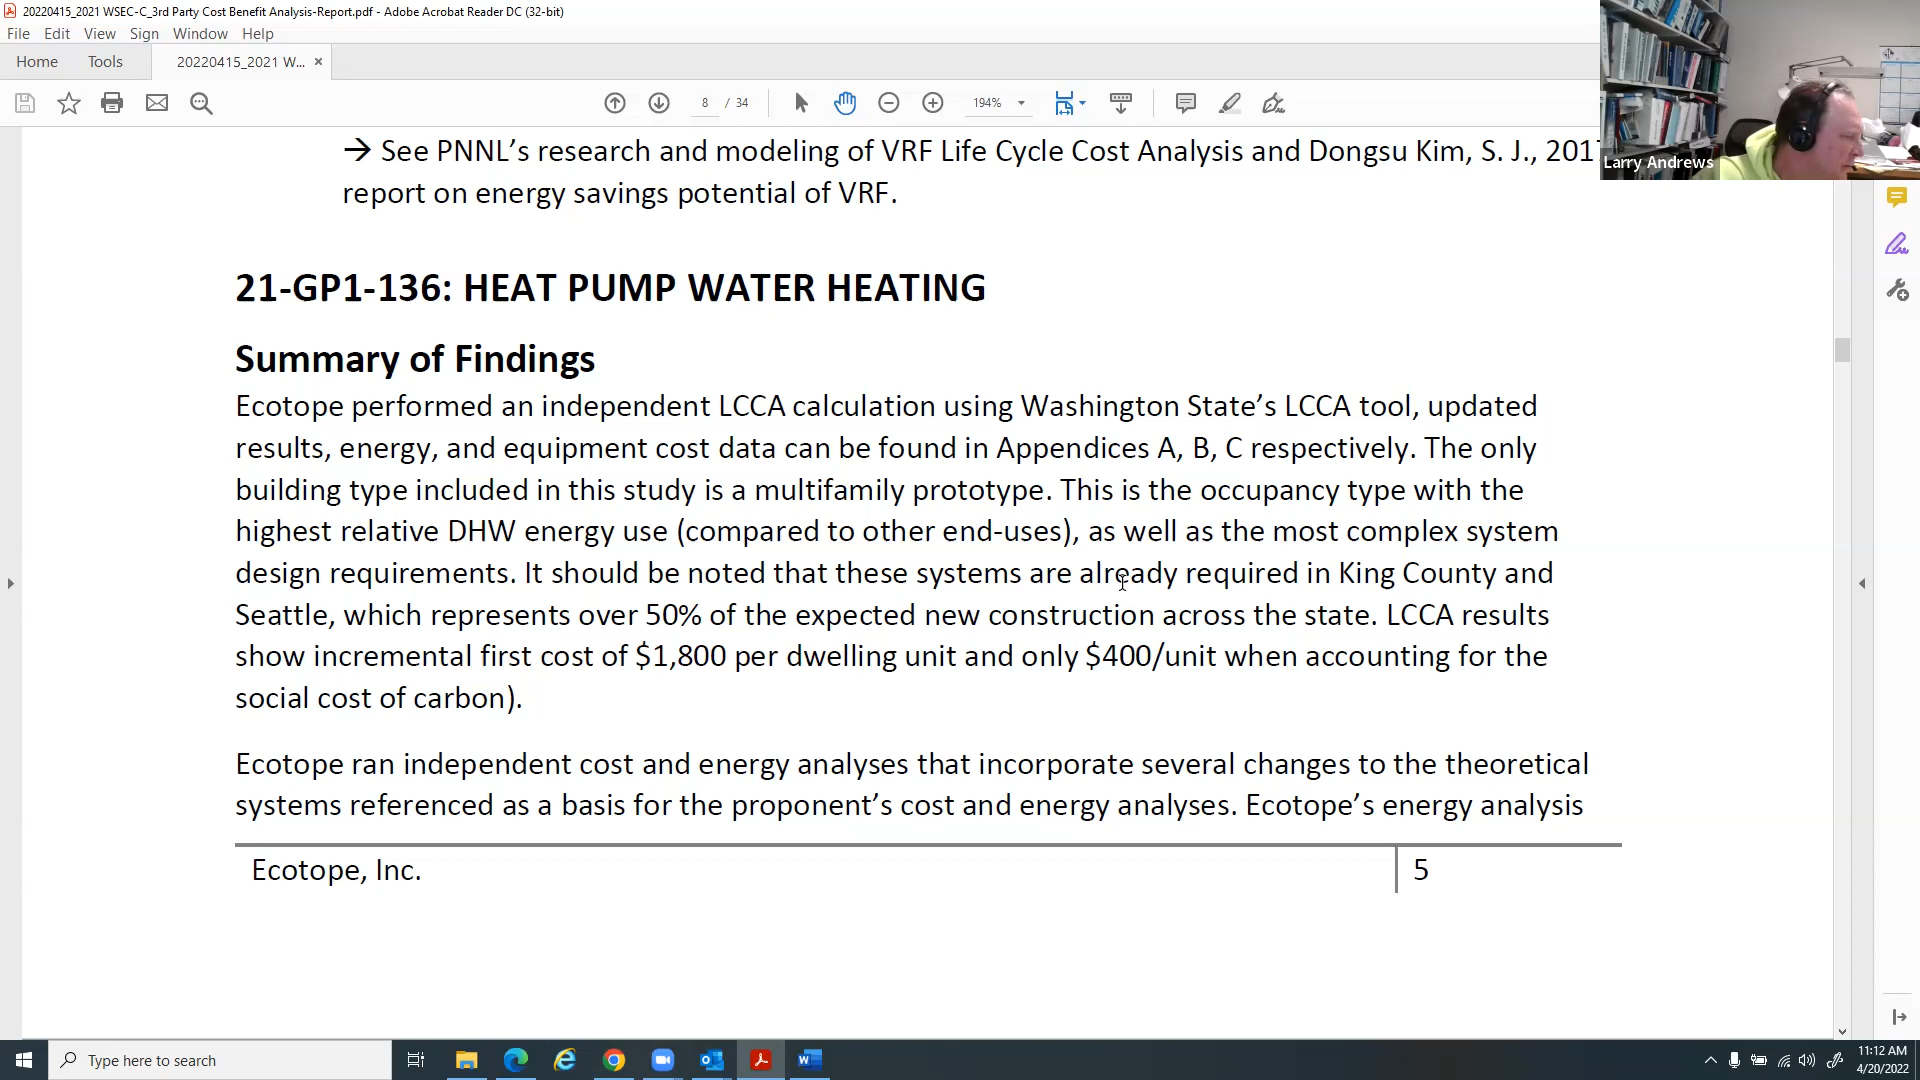 20220415_2021 WSEC-C_3rd Party Cost Benefit Analysis-Report.pdf - Adobe Acrobat Reader DC (32-bit)
File Edit View Sign Window Help
Home Tools 20220415_2021 W... ×
8 / 34 194%
Larry Andrews
→ See PNNL’s research and modeling of VRF Life Cycle Cost Analysis and Dongsu Kim, S. J., 201
report on energy savings potential of VRF.
21-GP1-136: HEAT PUMP WATER HEATING
Summary of Findings
Ecotope performed an independent LCCA calculation using Washington State’s LCCA tool, updated
results, energy, and equipment cost data can be found in Appendices A, B, C respectively. The only
building type included in this study is a multifamily prototype. This is the occupancy type with the
highest relative DHW energy use (compared to other end-uses), as well as the most complex system
design requirements. It should be noted that these systems are already required in King County and
Seattle, which represents over 50% of the expected new construction across the state. LCCA results
show incremental first cost of $1,800 per dwelling unit and only $400/unit when accounting for the
social cost of carbon).
Ecotope ran independent cost and energy analyses that incorporate several changes to the theoretical
systems referenced as a basis for the proponent’s cost and energy analyses. Ecotope’s energy analysis
Ecotope, Inc. 5
Type here to search
11:12 AM
4/20/2022